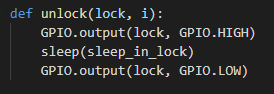 def unlock(lock, i):
    GPIO.output(lock, GPIO.HIGH)
    sleep(sleep_in_lock)
    GPIO.output(lock, GPIO.LOW)